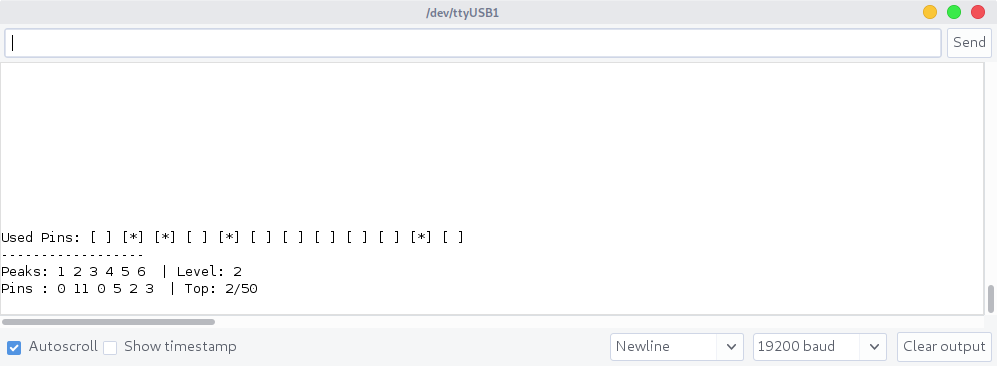 /dev/ttyUSB1
Send
Used Pins: [ ] [*] [*] [ ] [*] [ ] [ ] [ ] [ ] [ ] [*] [ ]
------------------
Peaks: 1 2 3 4 5 6  | Level: 2
Pins : 0 11 0 5 2 3  | Top: 2/50
Autoscroll Show timestamp Newline 19200 baud Clear output